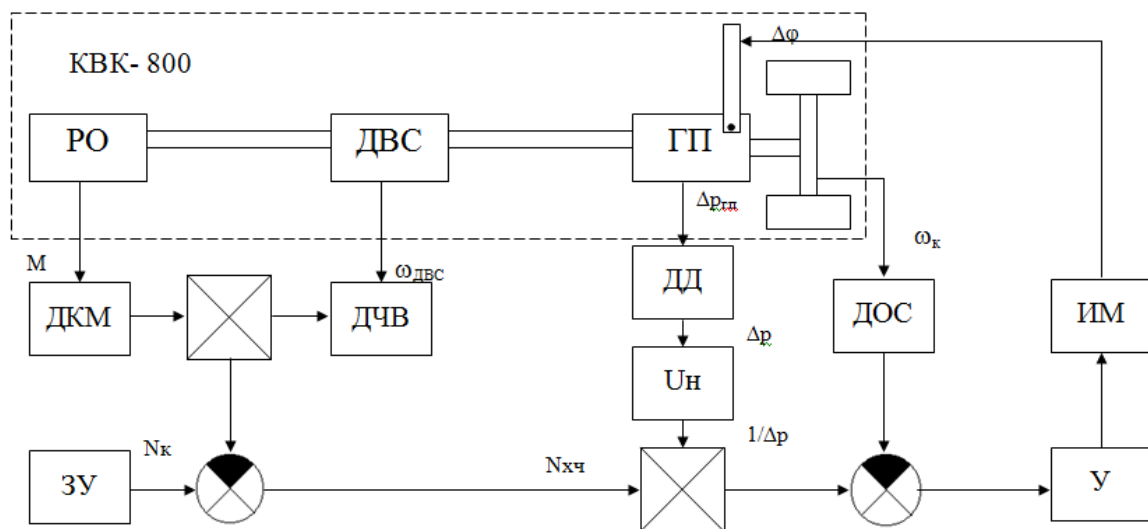 Δφ
КВК- 800
РО
ДВС
ГП
Δpгп
M
ωДВС
ωк
ДКМ
ДЧВ
ДД
ДОС
ИМ
Δp
Uн
1/Δp
Nк
Nхч
ЗУ
У